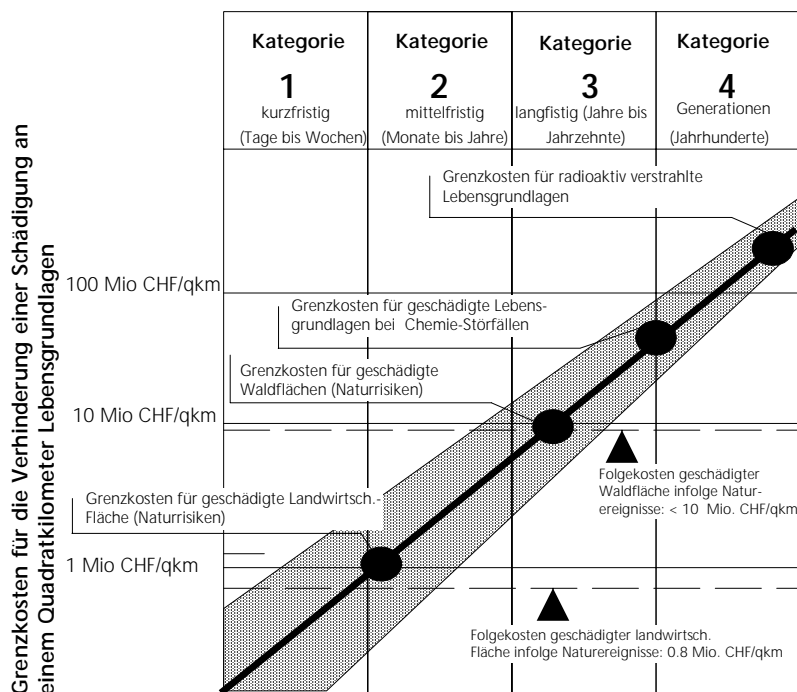 Grenzkosten für die Verhinderung einer Schädigung an
einem Quadratkilometer Lebensgrundlagen
Kategorie
1
kurzfristig
(Tage bis Wochen)
Kategorie
2
mittelfristig
(Monate bis Jahre)
Kategorie
3
langfistig (Jahre bis
Jahrzehnte)
Kategorie
4
Generationen
(Jahrhunderte)
Grenzkosten für radioaktiv verstrahlte
Lebensgrundlagen
100 Mio CHF/qkm
Grenzkosten für geschädigte Lebens-
grundlagen bei Chemie-Störfällen
Grenzkosten für geschädigte
Waldflächen (Naturrisiken)
10 Mio CHF/qkm
Folgekosten geschädigter
Waldfläche infolge Natur-
ereignisse: < 10 Mio. CHF/qkm
Grenzkosten für geschädigte Landwirtsch.-
Fläche (Naturrisiken)
1 Mio CHF/qkm
Folgekosten geschädigter landwirtsch.
Fläche infolge Naturereignisse: 0.8 Mio. CHF/qkm